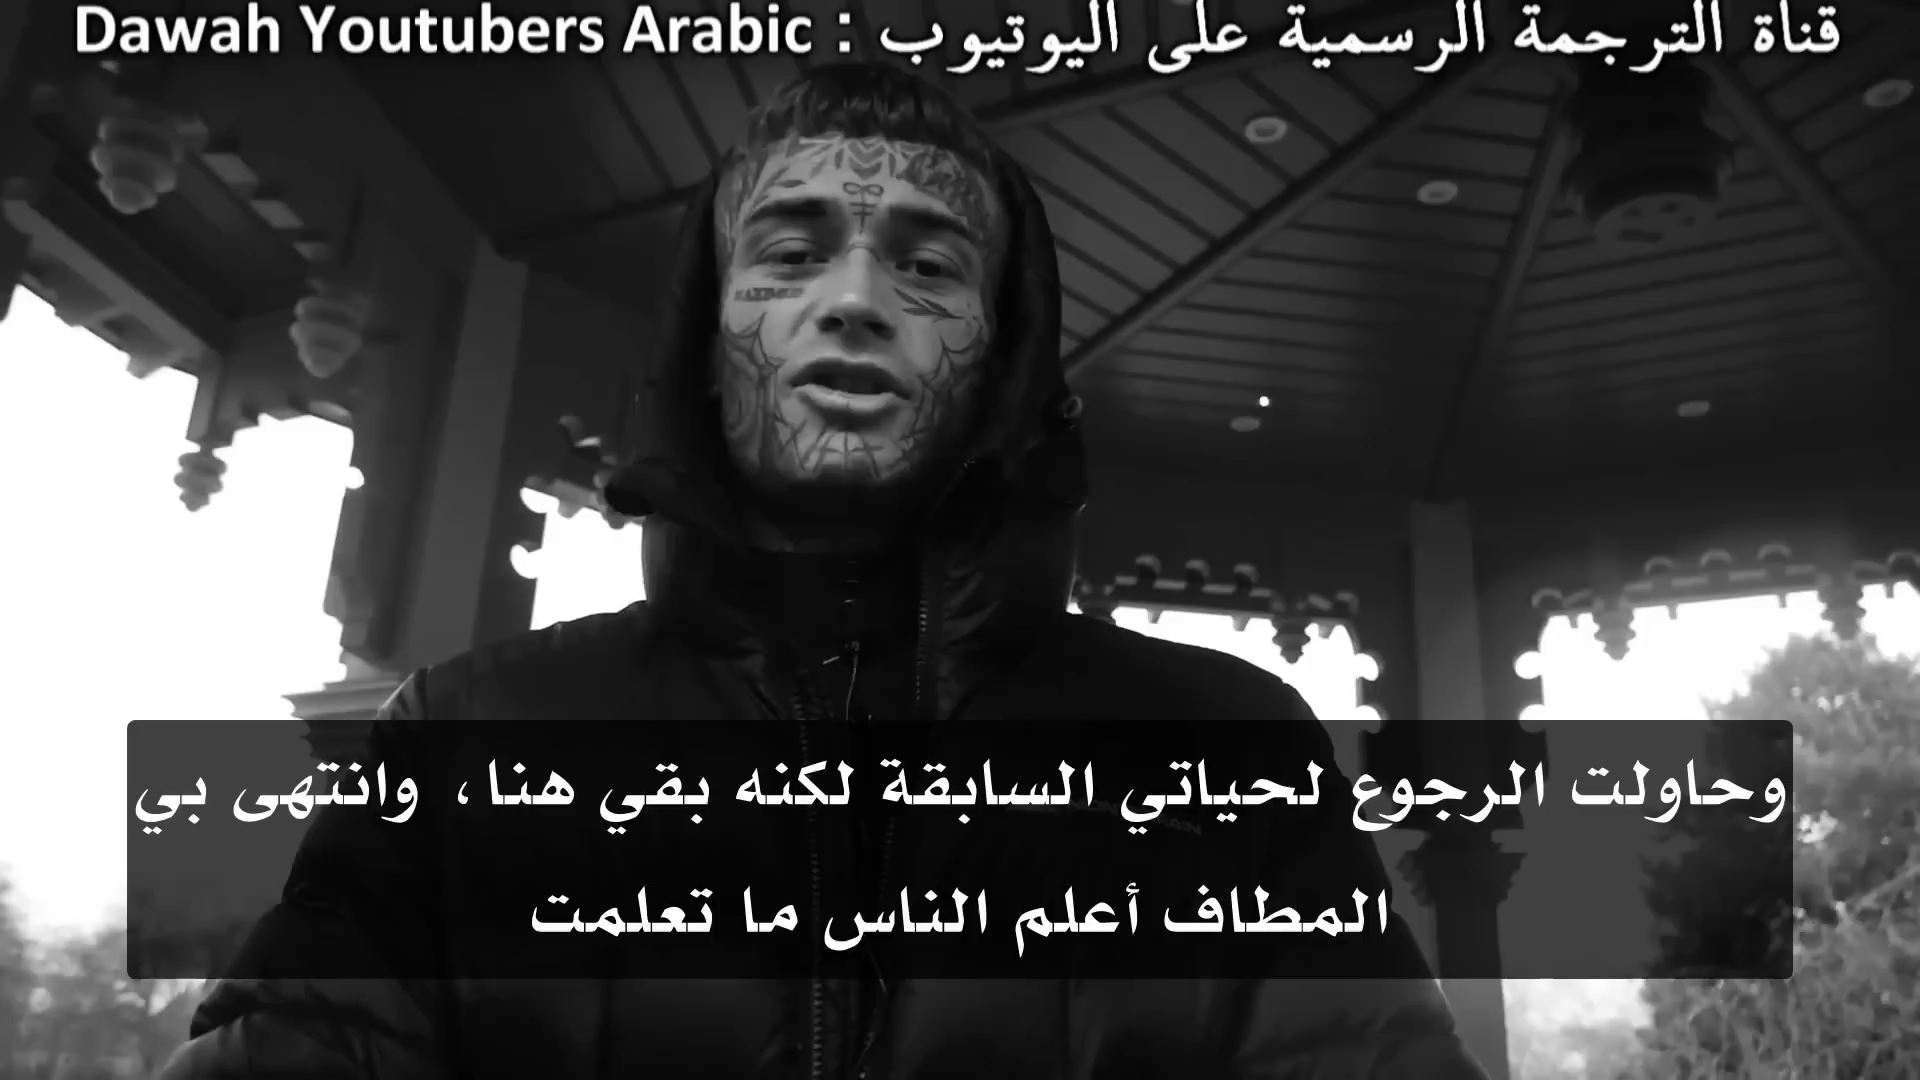 قناة الترجمة الرسمية على اليوتيوب : Dawah Youtubers Arabic
وحاولت الرجوع لحياتي السابقة لكنه بقي هنا، وانتهى بي
المطاف أعلم الناس ما تعلمت